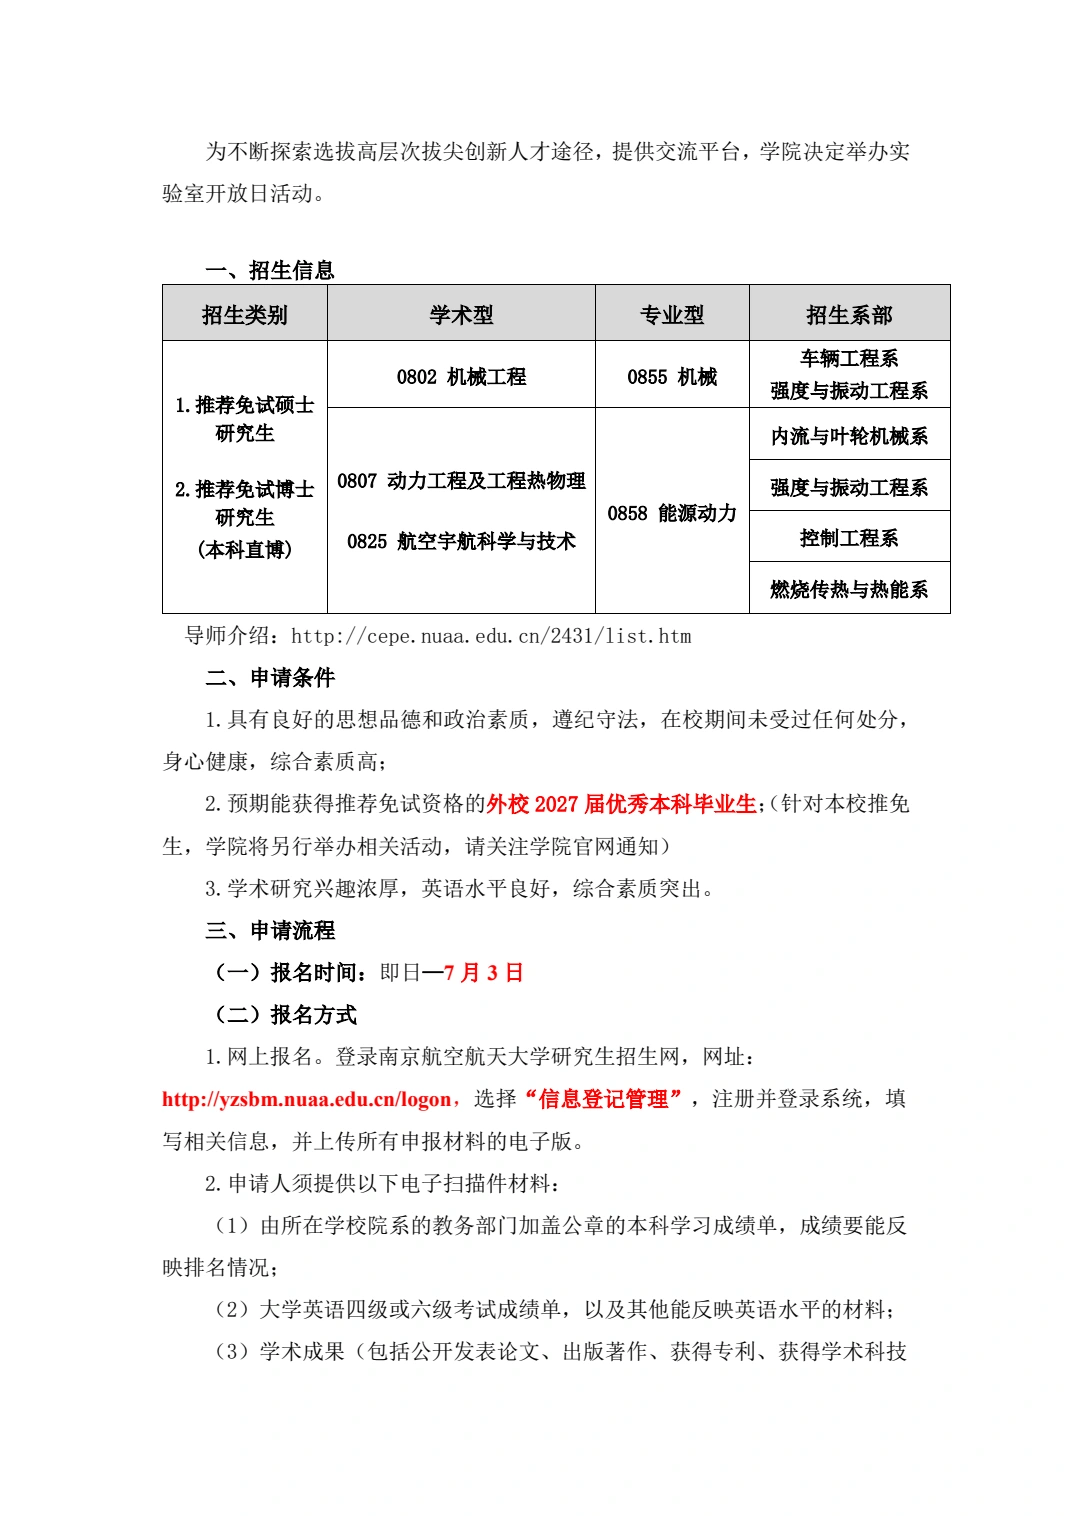 为不断探索选拔高层次拔尖创新人才途径，提供交流平台，学院决定举办实
验室开放日活动。
一、招生信息
招生类别 学术型 专业型 招生系部
1.推荐免试硕士
研究生
2.推荐免试博士
研究生
(本科直博)
0802 机械工程
0855 机械
车辆工程系
强度与振动工程系
0807 动力工程及工程热物理
0825 航空宇航科学与技术
0858 能源动力
内流与叶轮机械系
强度与振动工程系
控制工程系
燃烧传热与热能系
导师介绍：http://cepe.nuaa.edu.cn/2431/list.htm
二、申请条件
1.具有良好的思想品德和政治素质，遵纪守法，在校期间未受过任何处分，
身心健康，综合素质高；
2.预期能获得推荐免试资格的外校 2027 届优秀本科毕业生；（针对本校推免
生，学院将另行举办相关活动，请关注学院官网通知）
3.学术研究兴趣浓厚，英语水平良好，综合素质突出。
三、申请流程
（一）报名时间：即日—7 月 3 日
（二）报名方式
1.网上报名。登录南京航空航天大学研究生招生网，网址：
http://yzsbm.nuaa.edu.cn/logon，选择“信息登记管理”，注册并登录系统，填
写相关信息，并上传所有申报材料的电子版。
2.申请人须提供以下电子扫描件材料：
（1）由所在学校院系的教务部门加盖公章的本科学习成绩单，成绩要能反
映排名情况；
（2）大学英语四级或六级考试成绩单，以及其他能反映英语水平的材料；
（3）学术成果（包括公开发表论文、出版著作、获得专利、获得学术科技